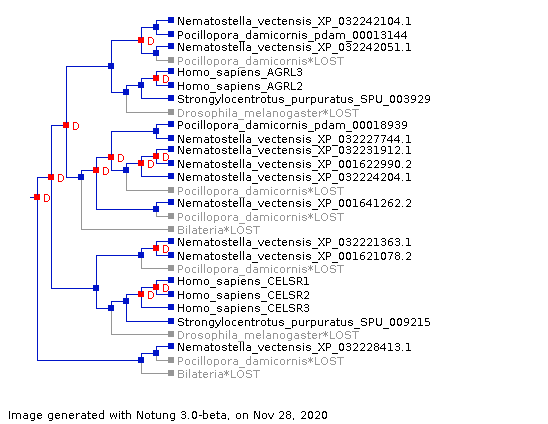 Nematostella_vectensis_XP_032242104.1
Pocillopora_damicornis_pdam_00013144
D
Nematostella_vectensis_XP_032242051.1
Pocillopora_damicornis*LOST
Homo_sapiens_AGRL3
D
Homo_sapiens_AGRL2
Strongylocentrotus_purpuratus_SPU_003929
Drosophila_melanogaster*LOST
D
Pocillopora_damicornis_pdam_00018939
Nematostella_vectensis_XP_032227744.1
Nematostella_vectensis_XP_032231912.1
D
D
Nematostella_vectensis_XP_001622990.2
D
D
Nematostella_vectensis_XP_032224204.1
D
Pocillopora_damicornis*LOST
D
Nematostella_vectensis_XP_001641262.2
Pocillopora_damicornis*LOST
Bilateria*LOST
Nematostella_vectensis_XP_032221363.1
D
Nematostella_vectensis_XP_001621078.2
Pocillopora_damicornis*LOST
Homo_sapiens_CELSR1
D
Homo_sapiens_CELSR2
D
Homo_sapiens_CELSR3
Strongylocentrotus_purpuratus_SPU_009215
Drosophila_melanogaster*LOST
Nematostella_vectensis_XP_032228413.1
Pocillopora_damicornis*LOST
Bilateria*LOST
Image generated with Notung 3.0-beta, on Nov 28, 2020